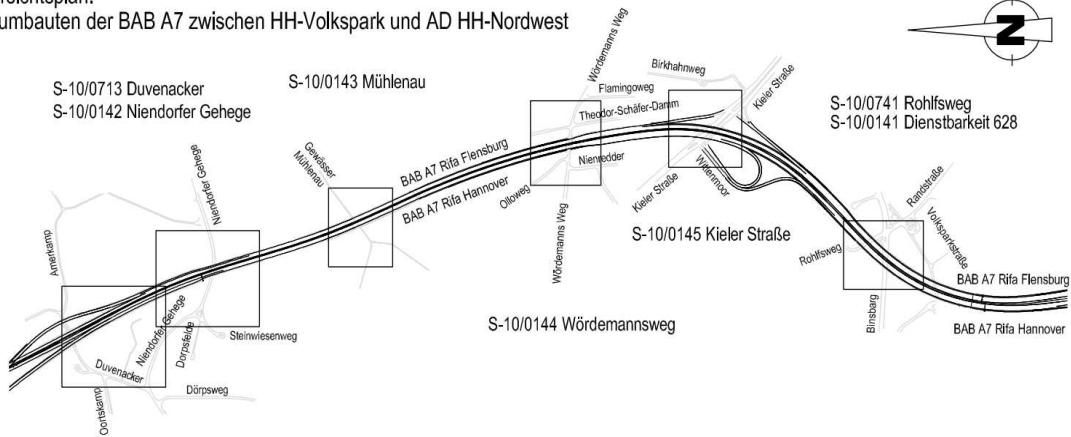 umbauten der BAB A7 zwischen HH-Volkspark und AD HH-Nordwest
N
S-10/0713 Duvenacker
S-10/0142 Niendorfer Gehege
S-10/0143 Mühlenau
S-10/0741 Rohlfsweg
S-10/0141 Dienstbarkeit 628
Wördemanns Weg
Flamingoweg
Birkhahnweg
Theodor-Schäfer-Damm
Kieler Straße
Gewässer
Mühlenau
BAB A7 Rifa Flensburg
BAB A7 Rifa Hannover
Nienredder
Olloweg
Wördemanns Weg
Kieler Straße
Wittenmoor
S-10/0145 Kieler Straße
Niendorfer Gehege
Amerkamp
Rohlfsweg
Randstraße
Volksparkstraße
Binsbarg
BAB A7 Rifa Flensburg
BAB A7 Rifa Hannover
S-10/0144 Wördemannsweg
Niendorfer Gehege
Dorpsfelde
Steinwiesenweg
Duvenacker
Dörpsweg
Oortskamp